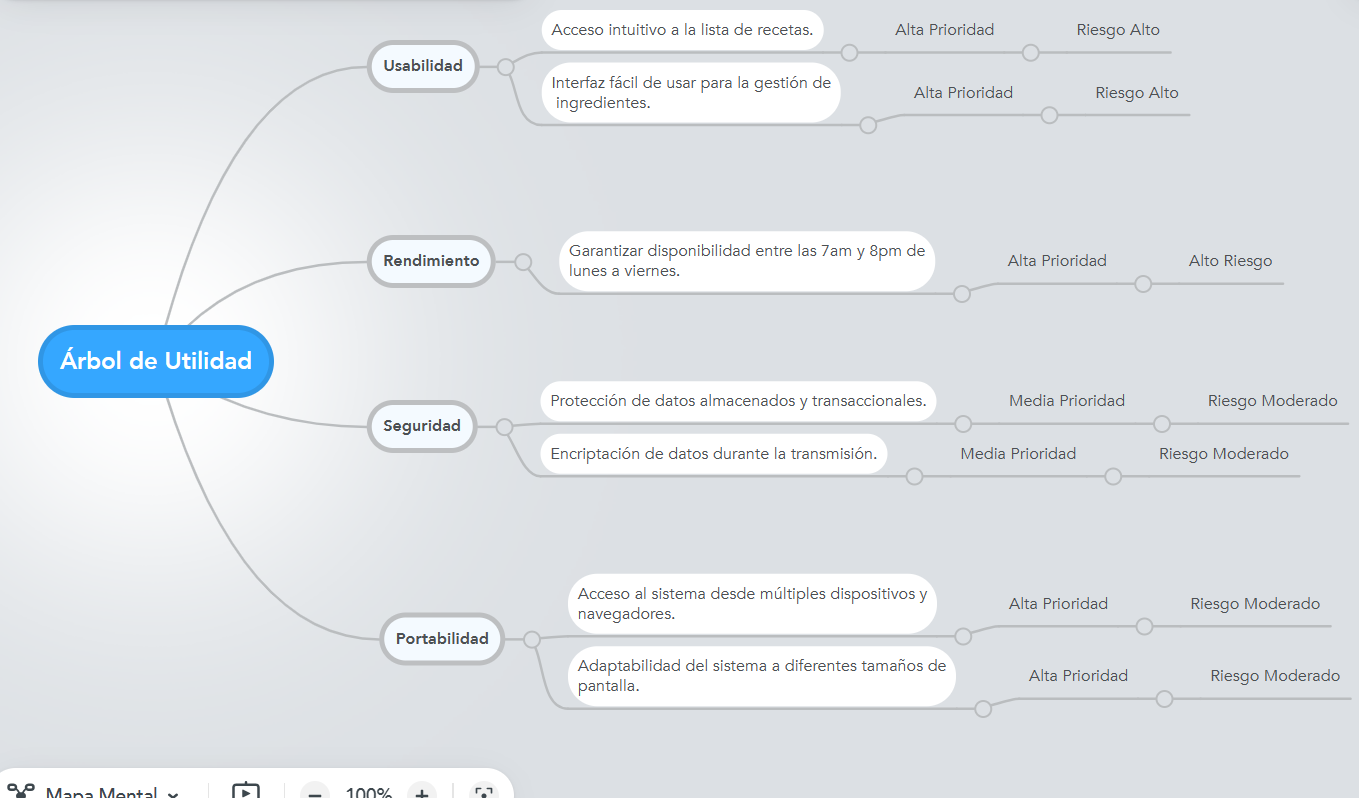 Árbol de Utilidad
Usabilidad
Acceso intuitivo a la lista de recetas.
Alta Prioridad
Riesgo Alto
Interfaz fácil de usar para la gestión de
ingredientes.
Alta Prioridad
Riesgo Alto
Rendimiento
Garantizar disponibilidad entre las 7am y 8pm de
lunes a viernes.
Alta Prioridad
Alto Riesgo
Seguridad
Protección de datos almacenados y transaccionales.
Media Prioridad
Riesgo Moderado
Encriptación de datos durante la transmisión.
Media Prioridad
Riesgo Moderado
Portabilidad
Acceso al sistema desde múltiples dispositivos y
navegadores.
Alta Prioridad
Riesgo Moderado
Adaptabilidad del sistema a diferentes tamaños de
pantalla.
Alta Prioridad
Riesgo Moderado
Mapa Mental
100%